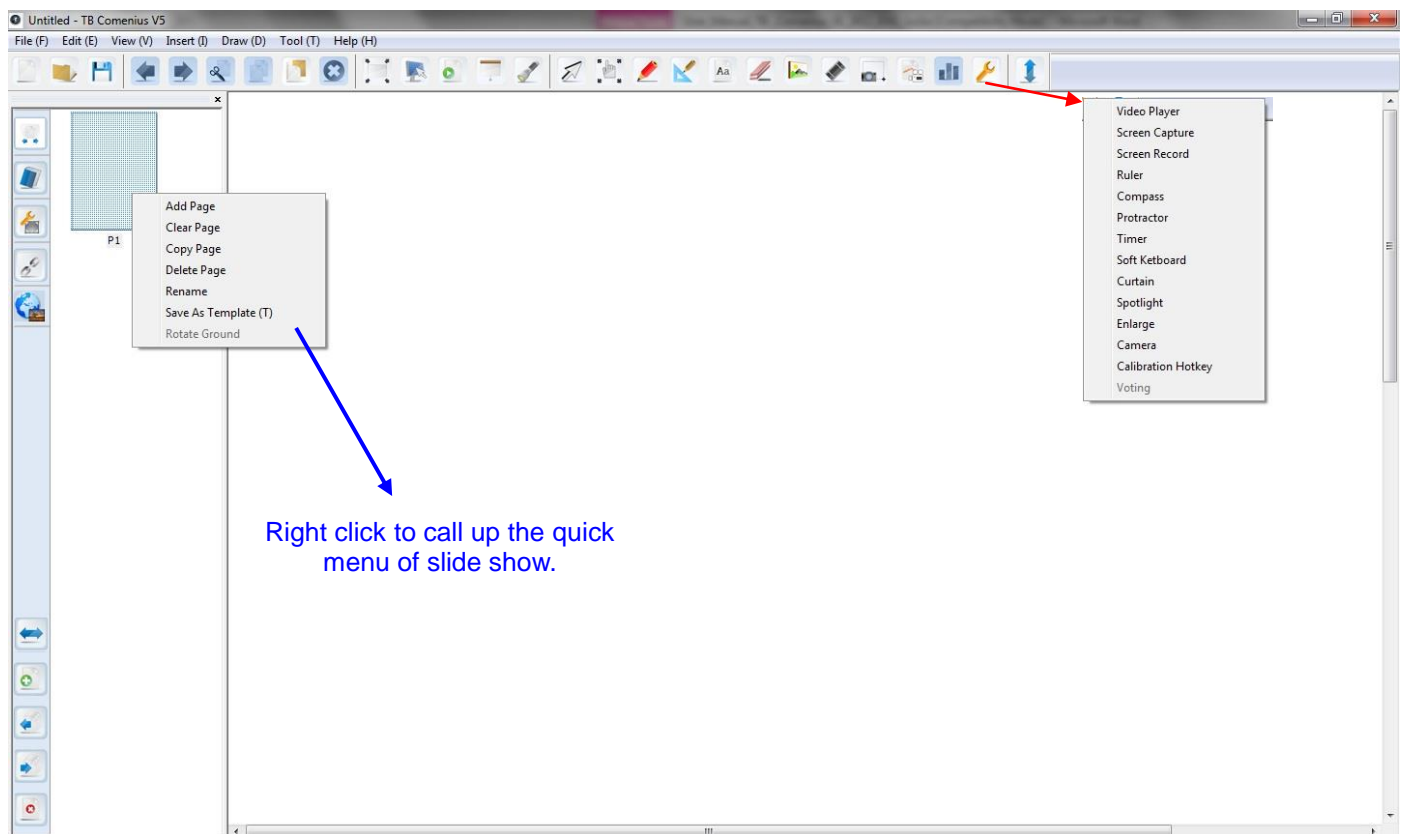 Untitled - TB Comenius V5
File (F) Edit (E) View (V) Insert (I) Draw (D) Tool (T) Help (H)
Aa
Video Player
Screen Capture
Screen Record
Ruler
Compass
Protractor
Timer
Soft Ketboard
Curtain
Spotlight
Enlarge
Camera
Calibration Hotkey
Voting
P1
Add Page
Clear Page
Copy Page
Delete Page
Rename
Save As Template (T)
Rotate Ground
Right click to call up the quick
menu of slide show.